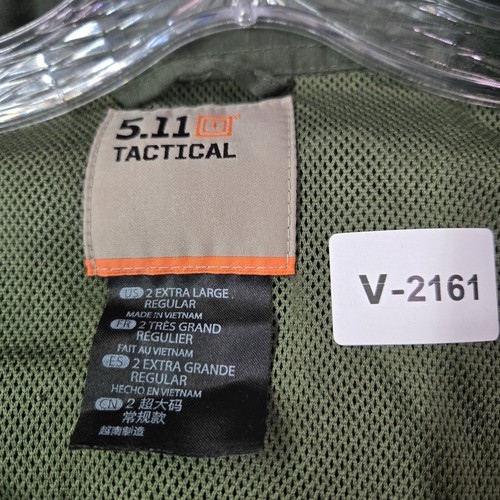 5.11
TACTICAL
US 2 EXTRA LARGE
REGULAR
MADE IN VIETNAM
FR 2 TRÈS GRAND
RÉGULIER
FAIT AU VIETNAM
ES 2 EXTRA GRANDE
REGULAR
HECHO EN VIETNAM
CN 2 超大码
常规款
越南制造
V-2161